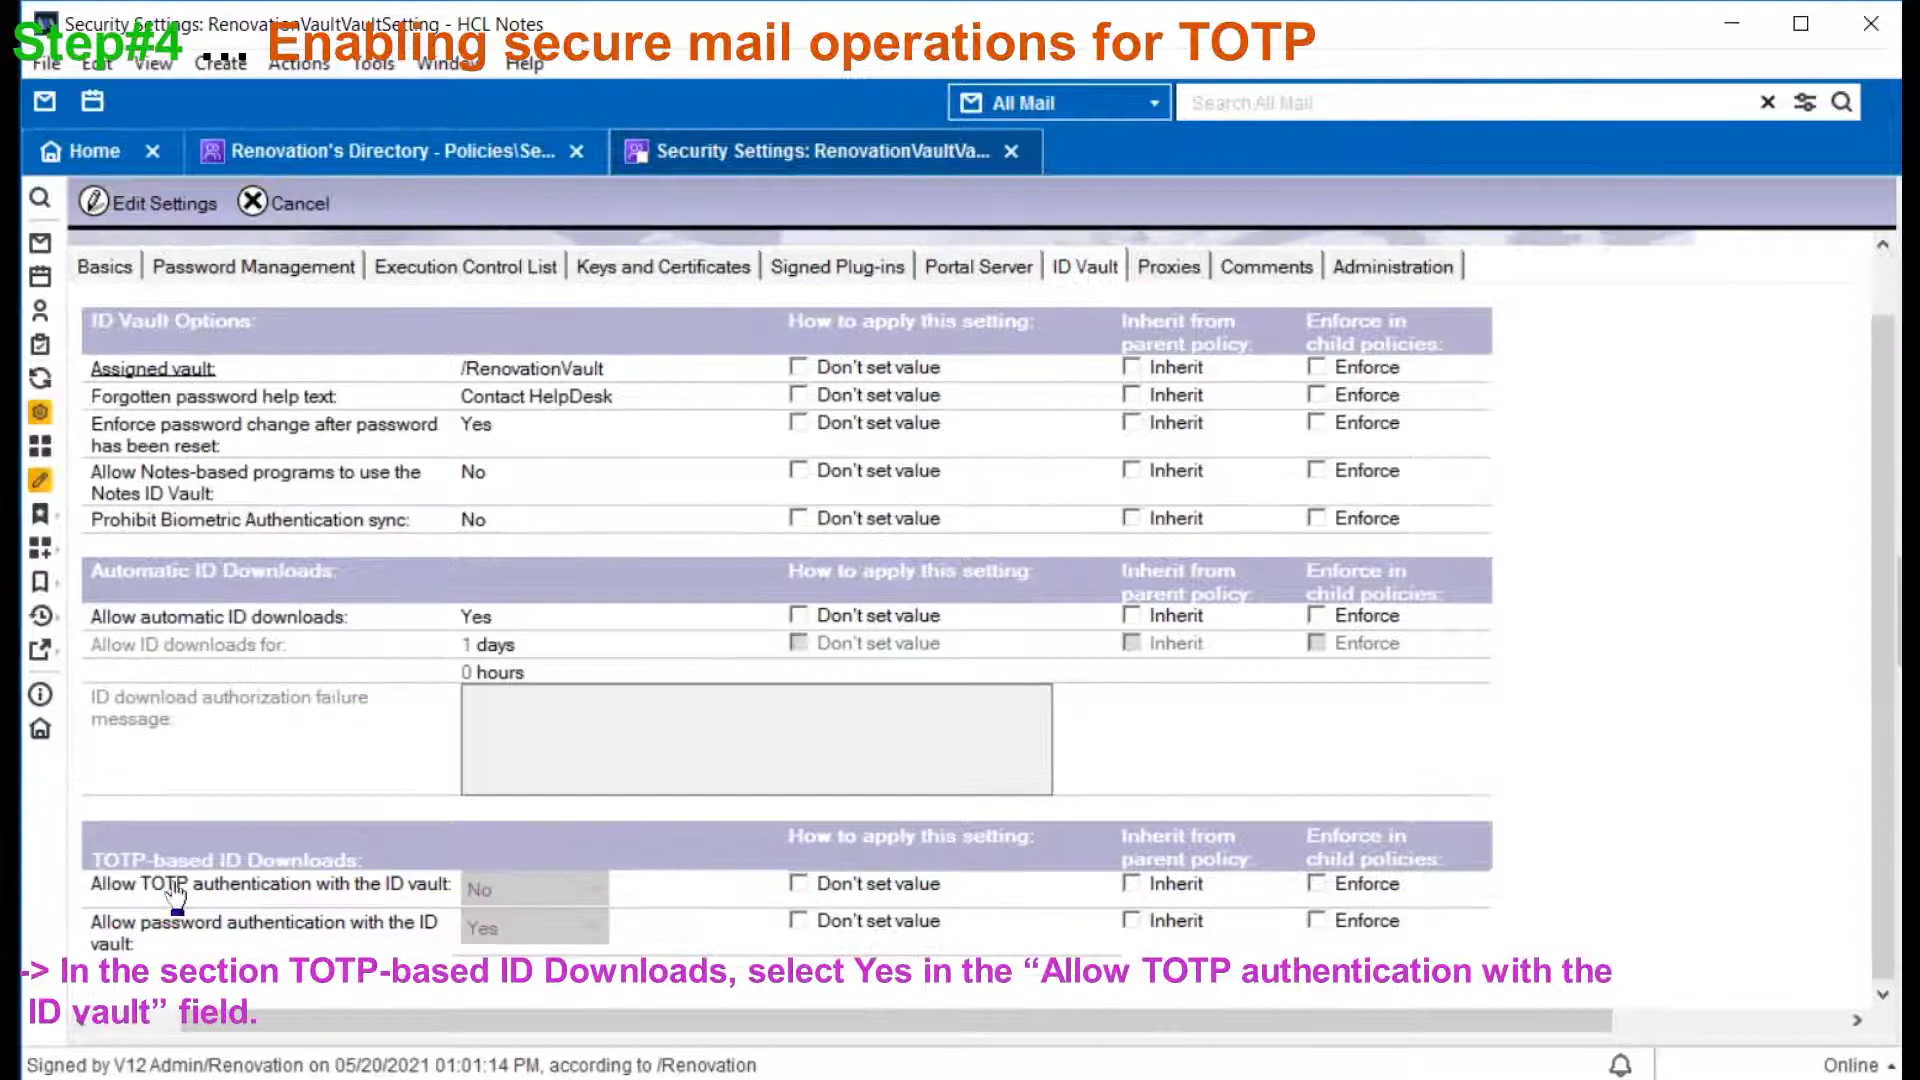 Security Settings: RenovationVaultVaultSetting - HCL Notes
Step#4 ... Enabling secure mail operations for TOTP
File Edit View Create Actions Tools Window Help
All Mail Search All Mail
Home Renovation's Directory - Policies\Se... Security Settings: RenovationVaultVa...
Edit Settings Cancel
Basics Password Management Execution Control List Keys and Certificates Signed Plug-ins Portal Server ID Vault Proxies Comments Administration
ID Vault Options: How to apply this setting: Inherit from parent policy: Enforce in child policies:
Assigned vault: /RenovationVault Don't set value Inherit Enforce
Forgotten password help text: Contact HelpDesk Don't set value Inherit Enforce
Enforce password change after password Yes Don't set value Inherit Enforce
has been reset:
Allow Notes-based programs to use the No Don't set value Inherit Enforce
Notes ID Vault:
Prohibit Biometric Authentication sync: No Don't set value Inherit Enforce
Automatic ID Downloads: How to apply this setting: Inherit from parent policy: Enforce in child policies:
Allow automatic ID downloads: Yes Don't set value Inherit Enforce
Allow ID downloads for: 1 days Don't set value Inherit Enforce
0 hours
ID download authorization failure
message:
TOTP-based ID Downloads: How to apply this setting: Inherit from parent policy: Enforce in child policies:
Allow TOTP authentication with the ID vault: No Don't set value Inherit Enforce
Allow password authentication with the ID Yes Don't set value Inherit Enforce
vault:
-> In the section TOTP-based ID Downloads, select Yes in the “Allow TOTP authentication with the
ID vault” field.
Signed by V12 Admin/Renovation on 05/20/2021 01:01:14 PM, according to /Renovation Online